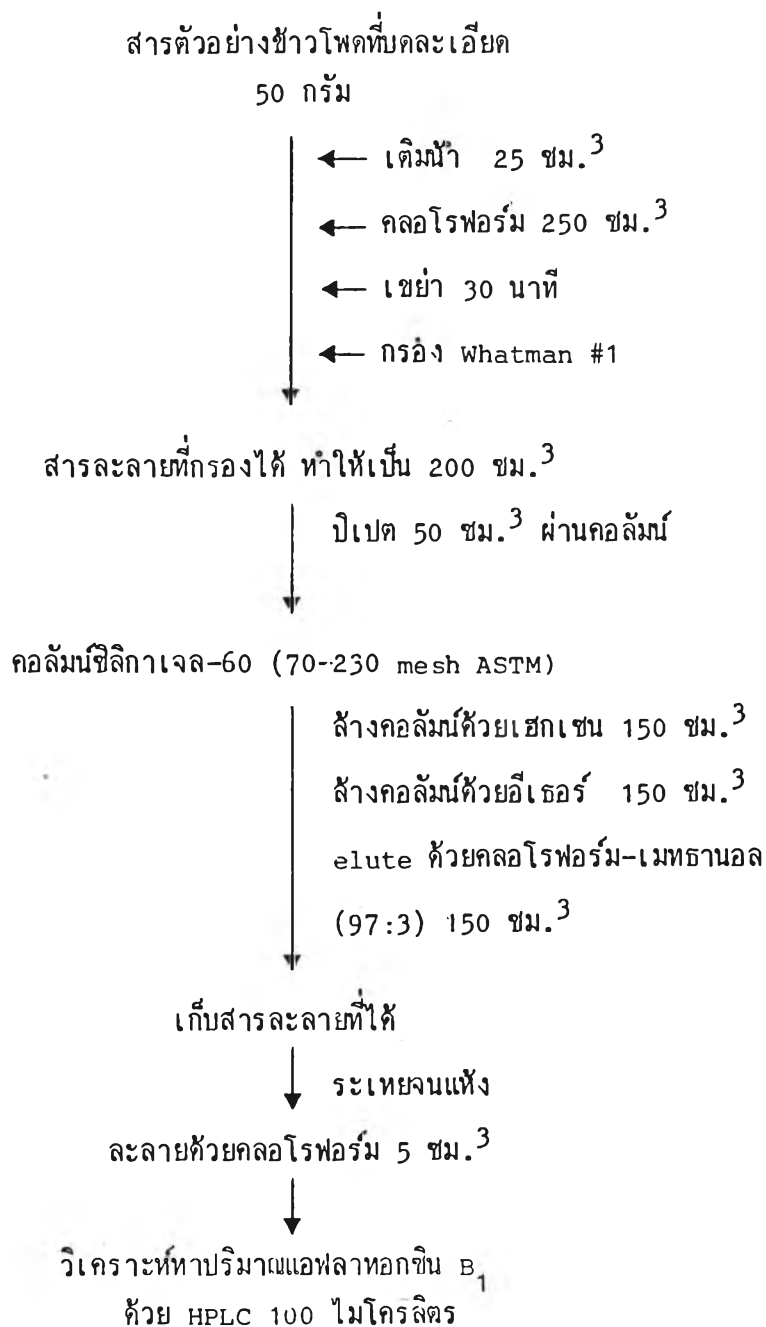 สารตัวอย่างข้าวโพดที่บดละเอียด
50 กรัม
เติมน้ำ 25 ซม.³
คลอโรฟอร์ม 250 ซม.³
เขย่า 30 นาที
กรอง Whatman #1
สารละลายที่กรองได้ ทำให้เป็น 200 ซม.³
ปิเปต 50 ซม.³ ผ่านคอลัมน์
คอลัมน์ซิลิกาเจล-60 (70-230 mesh ASTM)
ล้างคอลัมน์ด้วยเฮกเซน 150 ซม.³
ล้างคอลัมน์ด้วยอีเธอร์ 150 ซม.³
elute ด้วยคลอโรฟอร์ม-เมทธานอล
(97:3) 150 ซม.³
เก็บสารละลายที่ได้
ระเหยจนแห้ง
ละลายด้วยคลอโรฟอร์ม 5 ซม.³
วิเคราะห์หาปริมาณแอฟลาทอกซิน B₁
ด้วย HPLC 100 ไมโครลิตร